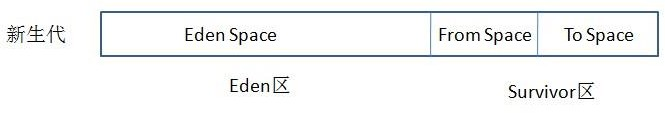 新生代 Eden Space From Space To Space
Eden区 Survivor区